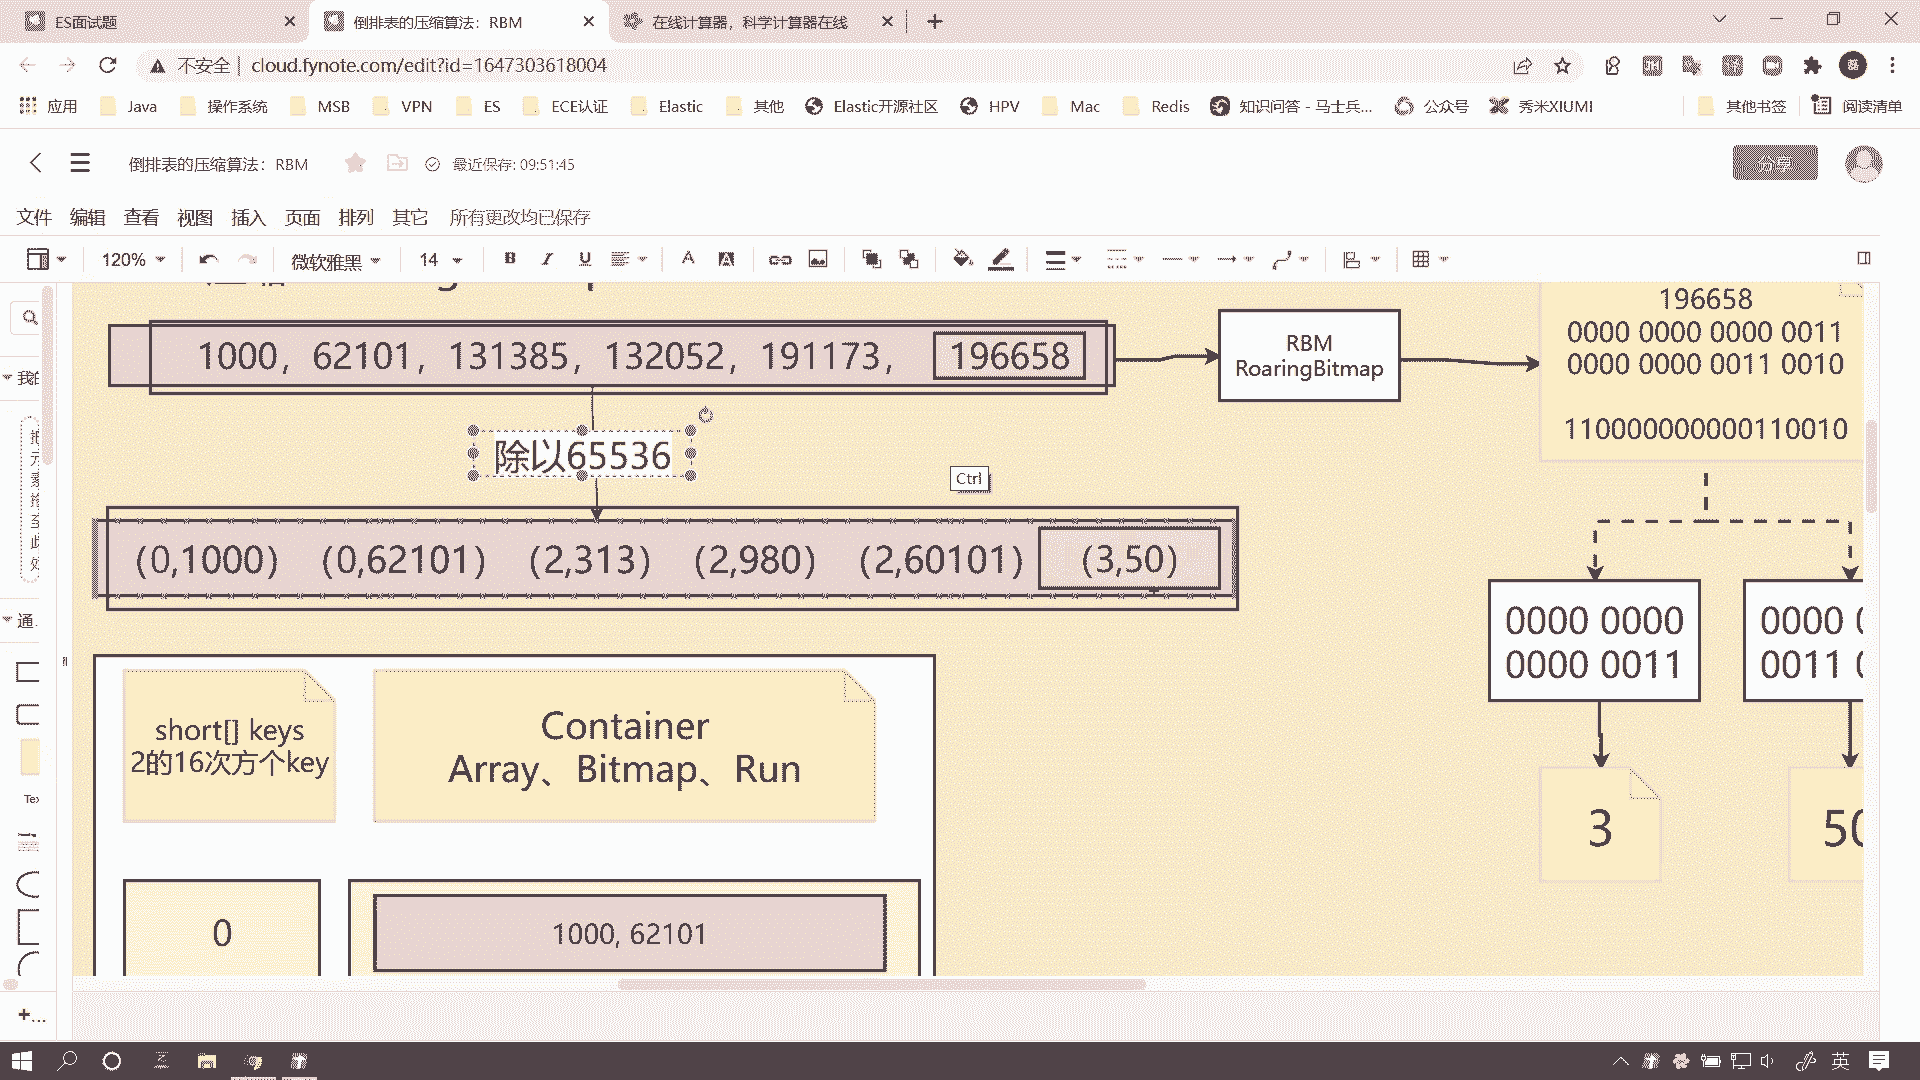 ES面试题
倒排表的压缩算法：RBM
在线计算器，科学计算器在线
不安全
cloud.fynote.com/edit?id=1647303618004
应用
Java
操作系统
MSB
VPN
ES
ECE认证
Elastic
其他
Elastic开源社区
HPV
Mac
Redis
知识问答 - 马士兵...
公众号
秀米XIUMI
其他书签
阅读清单
倒排表的压缩算法：RBM
最近保存: 09:51:45
分享
文件
编辑
查看
视图
插入
页面
排列
其它
所有更改均已保存
120%
微软雅黑
14
1000，62101，131385，132052，191173，
196658
RBM
RoaringBitmap
196658
0000 0000 0000 0011
0000 0000 0011 0010
110000000000110010
除以65536
Ctrl
(0,1000)
(0,62101)
(2,313)
(2,980)
(2,60101)
(3,50)
0000 0000
0000 0011
0000
0011
short[] keys
2的16次方个key
Container
Array、Bitmap、Run
3
50
0
1000, 62101
通.
英